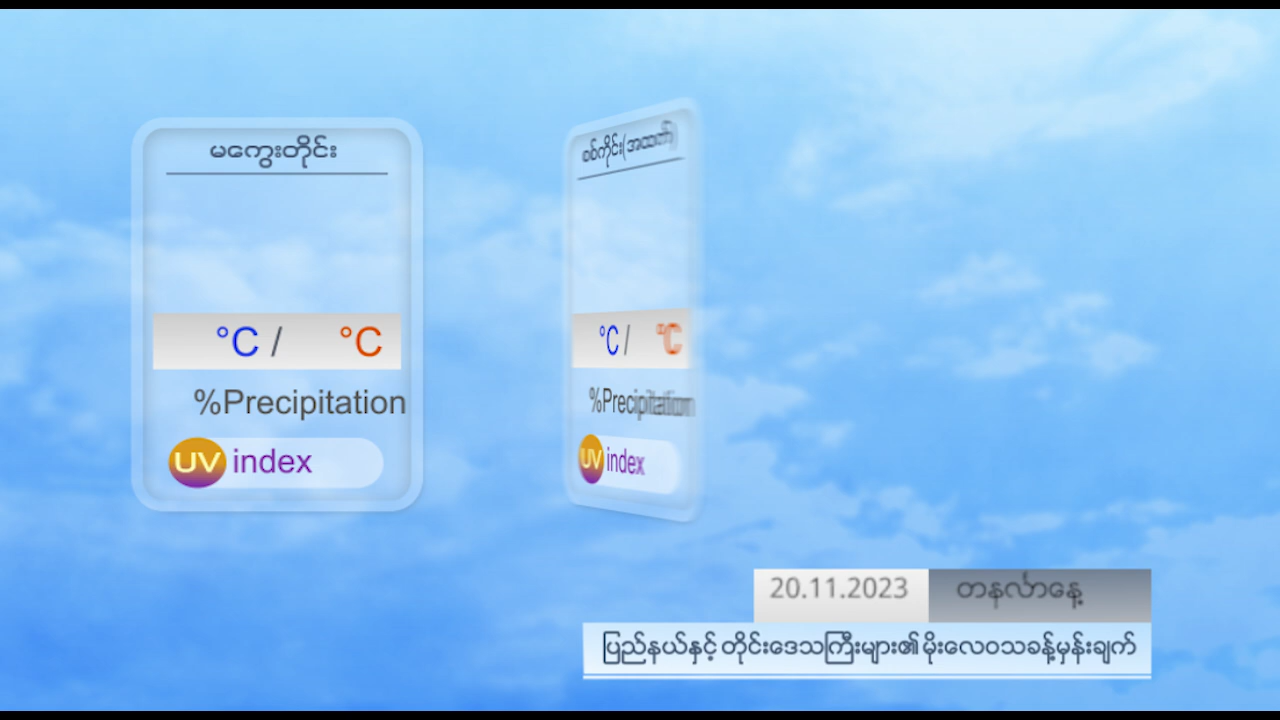 မကွေးတိုင်း
°C / °C
%Precipitation
UV index
စစ်ကိုင်း(အထက်)
°C / °C
%Precipitation
UV index
20.11.2023 တနင်္လာနေ့
ပြည်နယ်နှင့် တိုင်းဒေသကြီးများ၏ မိုးလေဝသခန့်မှန်းချက်